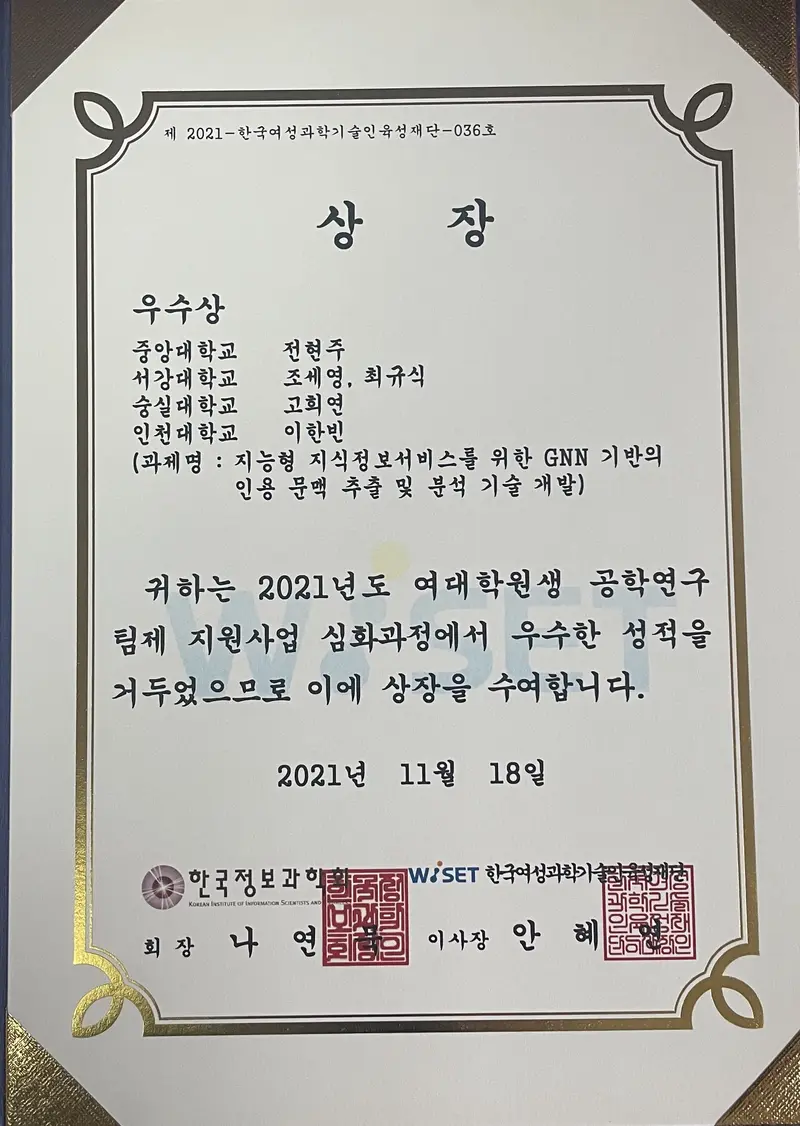 제 2021-한국여성과학기술인육성재단-036호
상 장
우수상
중앙대학교 전현주
서강대학교 조세영, 최규식
숭실대학교 고희연
인천대학교 이한빈
(과제명 : 지능형 지식정보서비스를 위한 GNN 기반의
인용 문맥 추출 및 분석 기술 개발)
WISET
귀하는 2021년도 여대학원생 공학연구
팀제 지원사업 심화과정에서 우수한 성적을
거두었으므로 이에 상장을 수여합니다.
2021년 11월 18일
한국정보과학회
KOREAN INSTITUTE OF INFORMATION SCIENTISTS AND
회 장 나 연 묵
WISET 한국여성과학기술인육성재단
이사장 안 혜 연